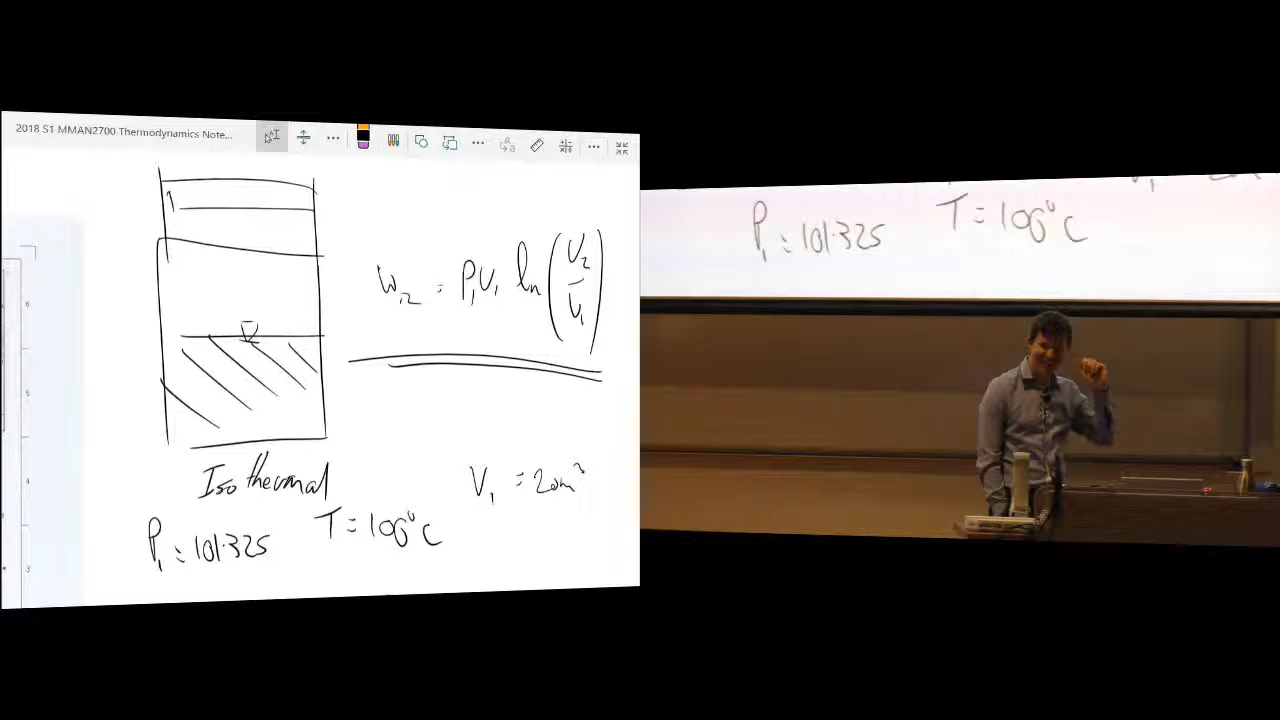 2018 S1 MMAN2700 Thermodynamics Note...
W₁₂ = P₁V₁ ln(V₂/V₁)
Isothermal
V₁ = 20m³
P₁ = 101.325
T = 100°C
P₁ = 101.325
T = 100°C